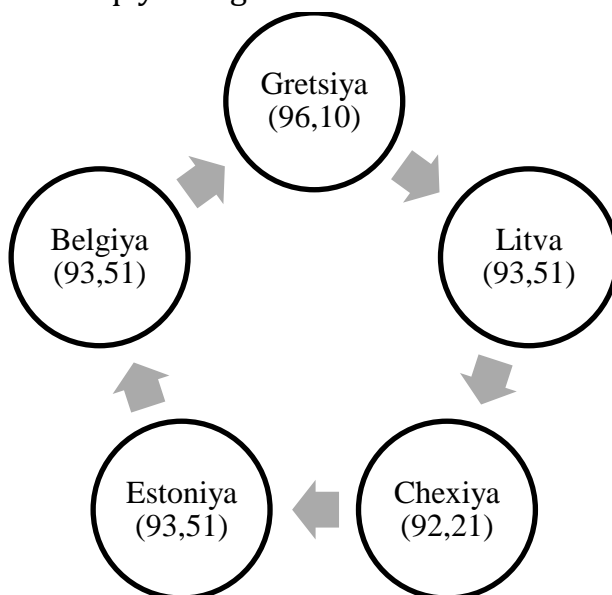 Gretsiya
(96,10)
Litva
(93,51)
Chexiya
(92,21)
Estoniya
(93,51)
Belgiya
(93,51)